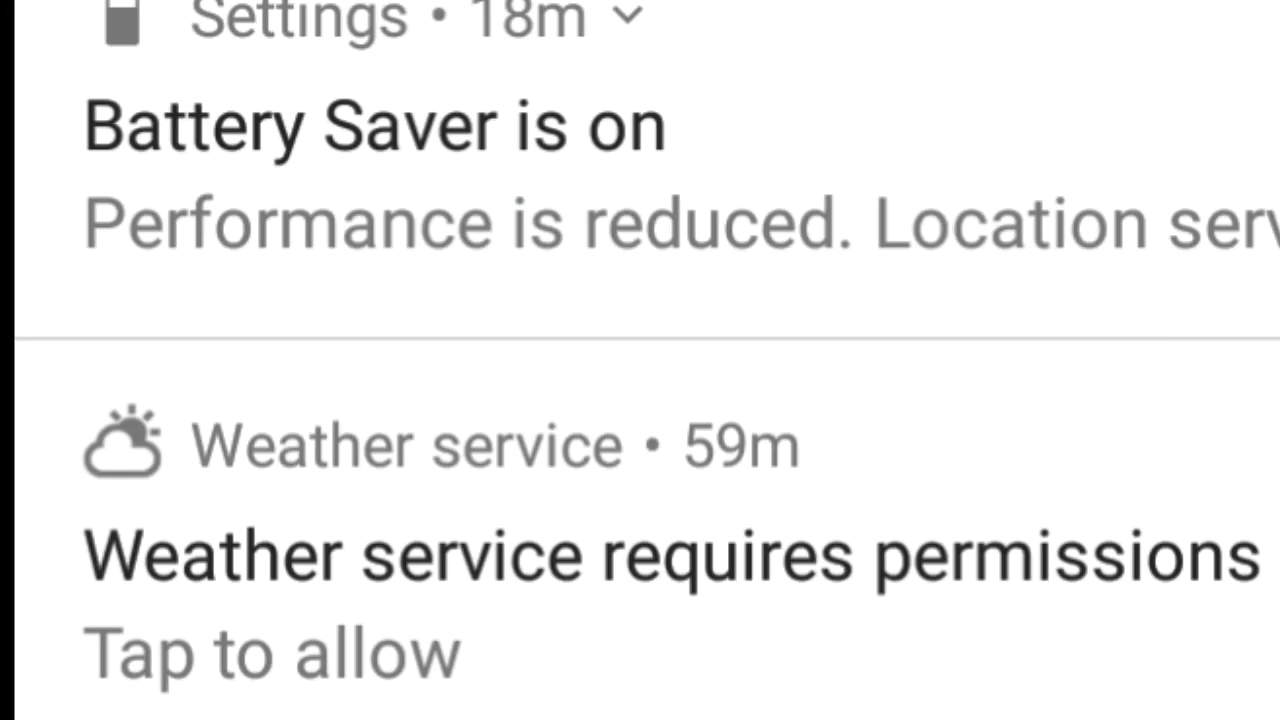 Settings • 18m
Battery Saver is on
Performance is reduced. Location
Weather service • 59m
Weather service requires permissions
Tap to allow